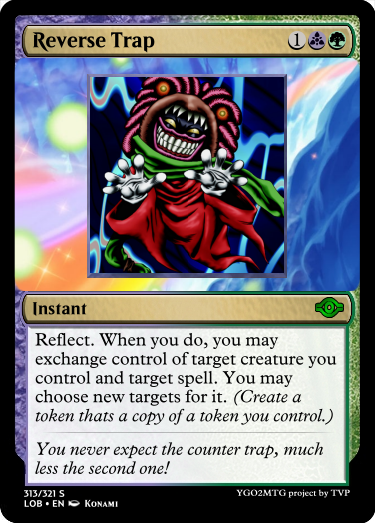 Reverse Trap 1
Instant
Reflect. When you do, you may
exchange control of target creature you
control and target spell. You may
choose new targets for it. (Create a
token thats a copy of a token you control.)
You never expect the counter trap, much
less the second one!
313/321 S
LOB • EN Konami
YGO2MTG project by TVP